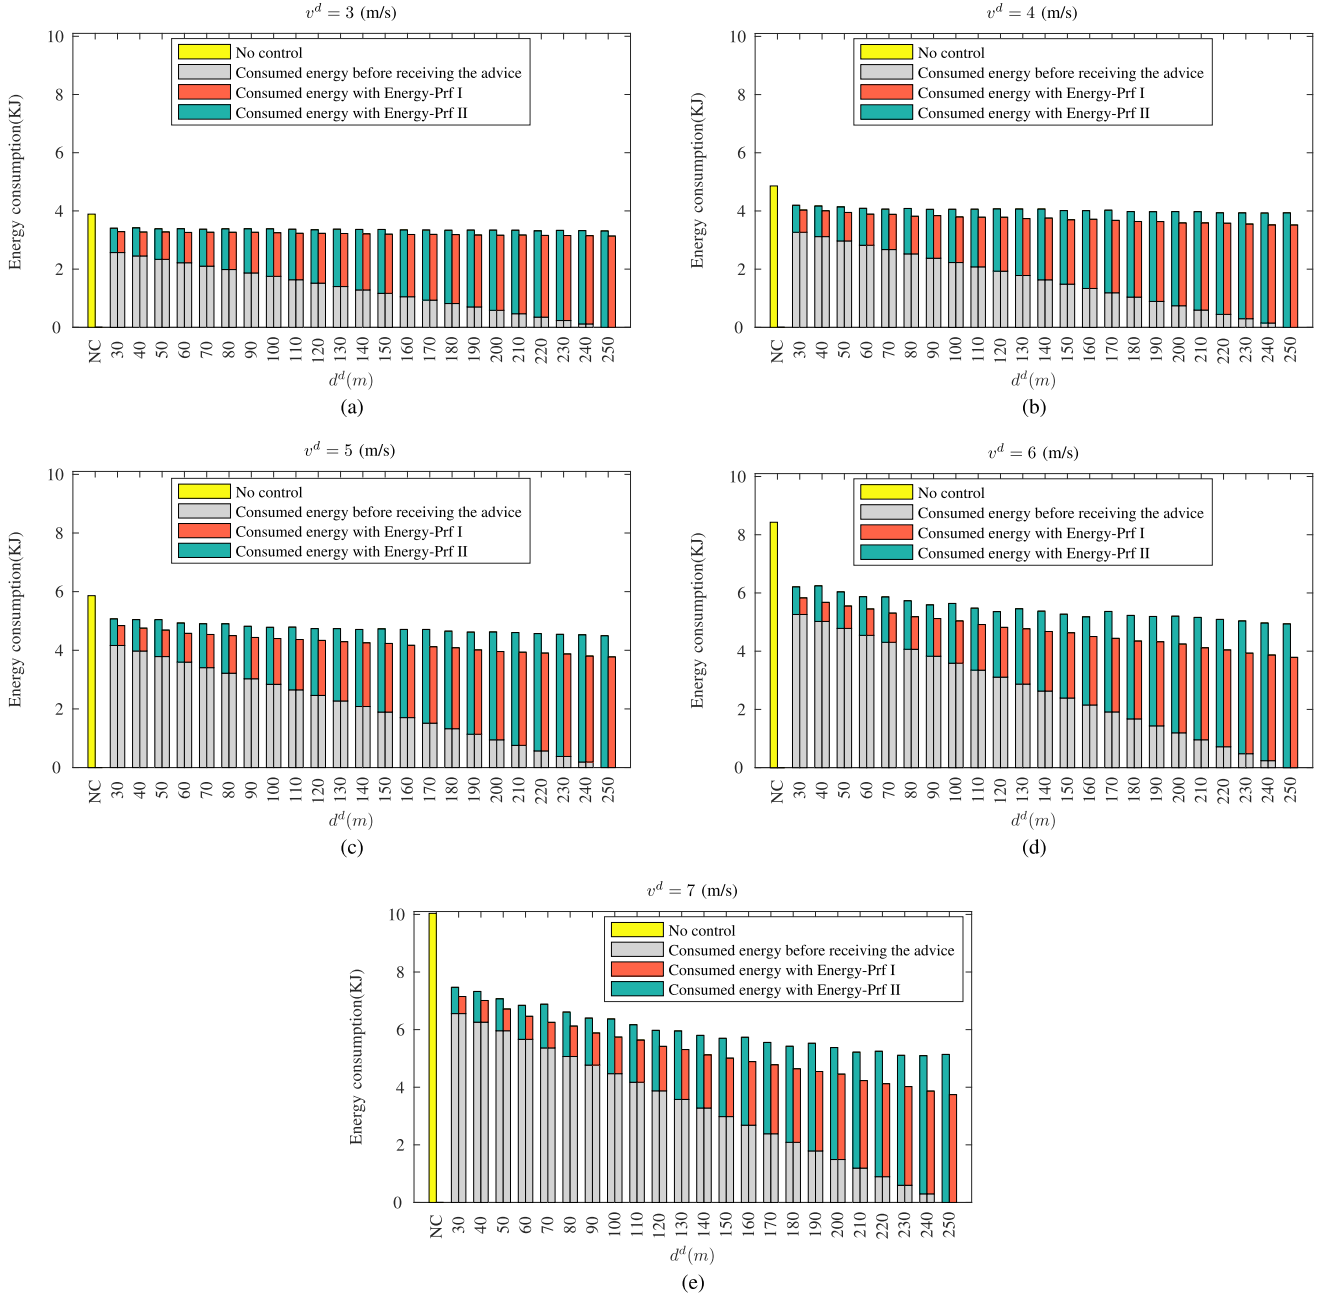 v^d = 3 (m/s)
Energy consumption(KJ)
10
8
6
4
2
0
No control
Consumed energy before receiving the advice
Consumed energy with Energy-Prf I
Consumed energy with Energy-Prf II
NC 30 40 50 60 70 80 90 100 110 120 130 140 150 160 170 180 190 200 210 220 230 240 250
d^d(m)
(a)
v^d = 4 (m/s)
Energy consumption(KJ)
10
8
6
4
2
0
No control
Consumed energy before receiving the advice
Consumed energy with Energy-Prf I
Consumed energy with Energy-Prf II
NC 30 40 50 60 70 80 90 100 110 120 130 140 150 160 170 180 190 200 210 220 230 240 250
d^d(m)
(b)
v^d = 5 (m/s)
Energy consumption(KJ)
10
8
6
4
2
0
No control
Consumed energy before receiving the advice
Consumed energy with Energy-Prf I
Consumed energy with Energy-Prf II
NC 30 40 50 60 70 80 90 100 110 120 130 140 150 160 170 180 190 200 210 220 230 240 250
d^d(m)
(c)
v^d = 6 (m/s)
Energy consumption(KJ)
10
8
6
4
2
0
No control
Consumed energy before receiving the advice
Consumed energy with Energy-Prf I
Consumed energy with Energy-Prf II
NC 30 40 50 60 70 80 90 100 110 120 130 140 150 160 170 180 190 200 210 220 230 240 250
d^d(m)
(d)
v^d = 7 (m/s)
Energy consumption(KJ)
10
8
6
4
2
0
No control
Consumed energy before receiving the advice
Consumed energy with Energy-Prf I
Consumed energy with Energy-Prf II
NC 30 40 50 60 70 80 90 100 110 120 130 140 150 160 170 180 190 200 210 220 230 240 250
d^d(m)
(e)